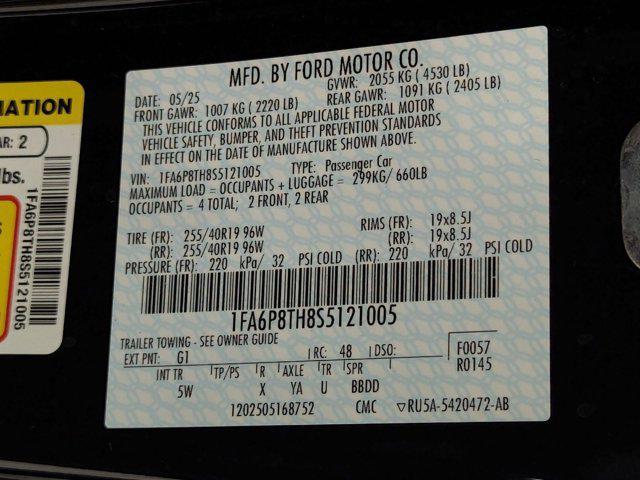 MFD. BY FORD MOTOR CO.
DATE: 05/25 GVWR: 2055 KG ( 4530 LB)
FRONT GAWR: 1007 KG ( 2220 LB) REAR GAWR: 1091 KG ( 2405 LB)
THIS VEHICLE CONFORMS TO ALL APPLICABLE FEDERAL MOTOR
VEHICLE SAFETY, BUMPER, AND THEFT PREVENTION STANDARDS
IN EFFECT ON THE DATE OF MANUFACTURE SHOWN ABOVE.
VIN: 1FA6P8TH8S5121005 TYPE: Passenger Car
MAXIMUM LOAD = OCCUPANTS + LUGGAGE = 299KG/ 660LB
OCCUPANTS = 4 TOTAL; 2 FRONT, 2 REAR
TIRE (FR): 255/40R19 96W RIMS (FR): 19x8.5J
(RR): 255/40R19 96W (RR): 19x8.5J
PRESSURE (FR): 220 kPa/ 32 PSI COLD (RR): 220 kPa/ 32 PSI COLD
1FA6P8TH8S5121005
TRAILER TOWING - SEE OWNER GUIDE
EXT PNT: G1 RC: 48 DSO: F0057
R0145
INT TR TP/PS R AXLE TR SPR
5W X YA U BBDD
1202505168752 CMC ▽RU5A-5420472-AB
MATION
AR: 2
lbs.
1FA6P8TH8S5121005